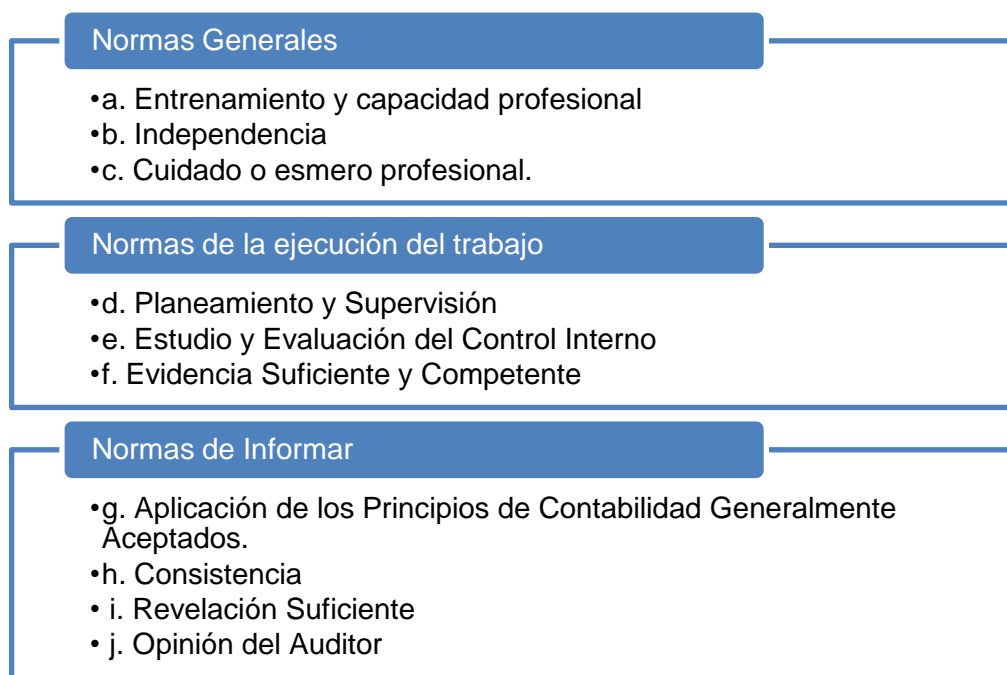 Normas Generales
•a. Entrenamiento y capacidad profesional
•b. Independencia
•c. Cuidado o esmero profesional.
Normas de la ejecución del trabajo
•d. Planeamiento y Supervisión
•e. Estudio y Evaluación del Control Interno
•f. Evidencia Suficiente y Competente
Normas de Informar
•g. Aplicación de los Principios de Contabilidad Generalmente
Aceptados.
•h. Consistencia
• i. Revelación Suficiente
• j. Opinión del Auditor